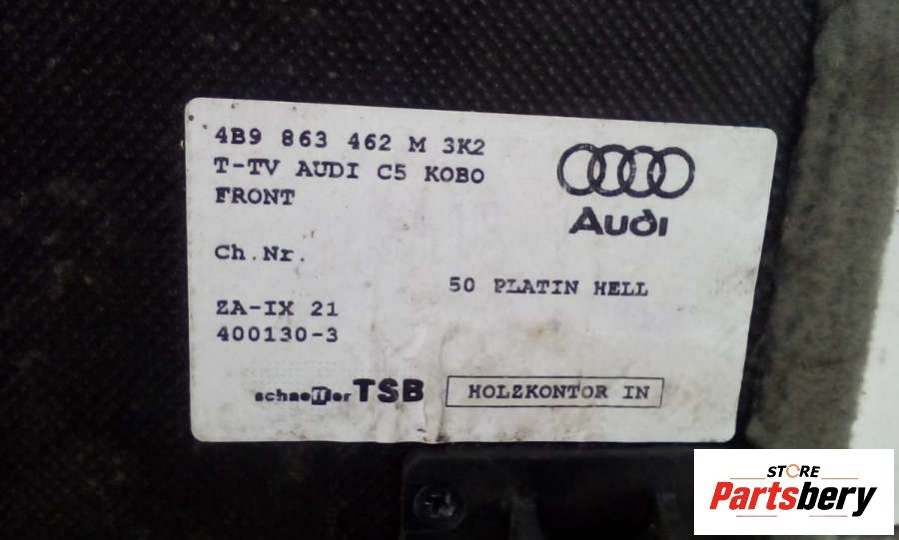 4B9 863 462 M 3K2
T-TV AUDI C5 KOBO
FRONT
Audi
Ch.Nr.
50 PLATIN HELL
ZA-IX 21
400130-3
schaeffler TSB
HOLZKONTOR IN
STORE
Partsbery